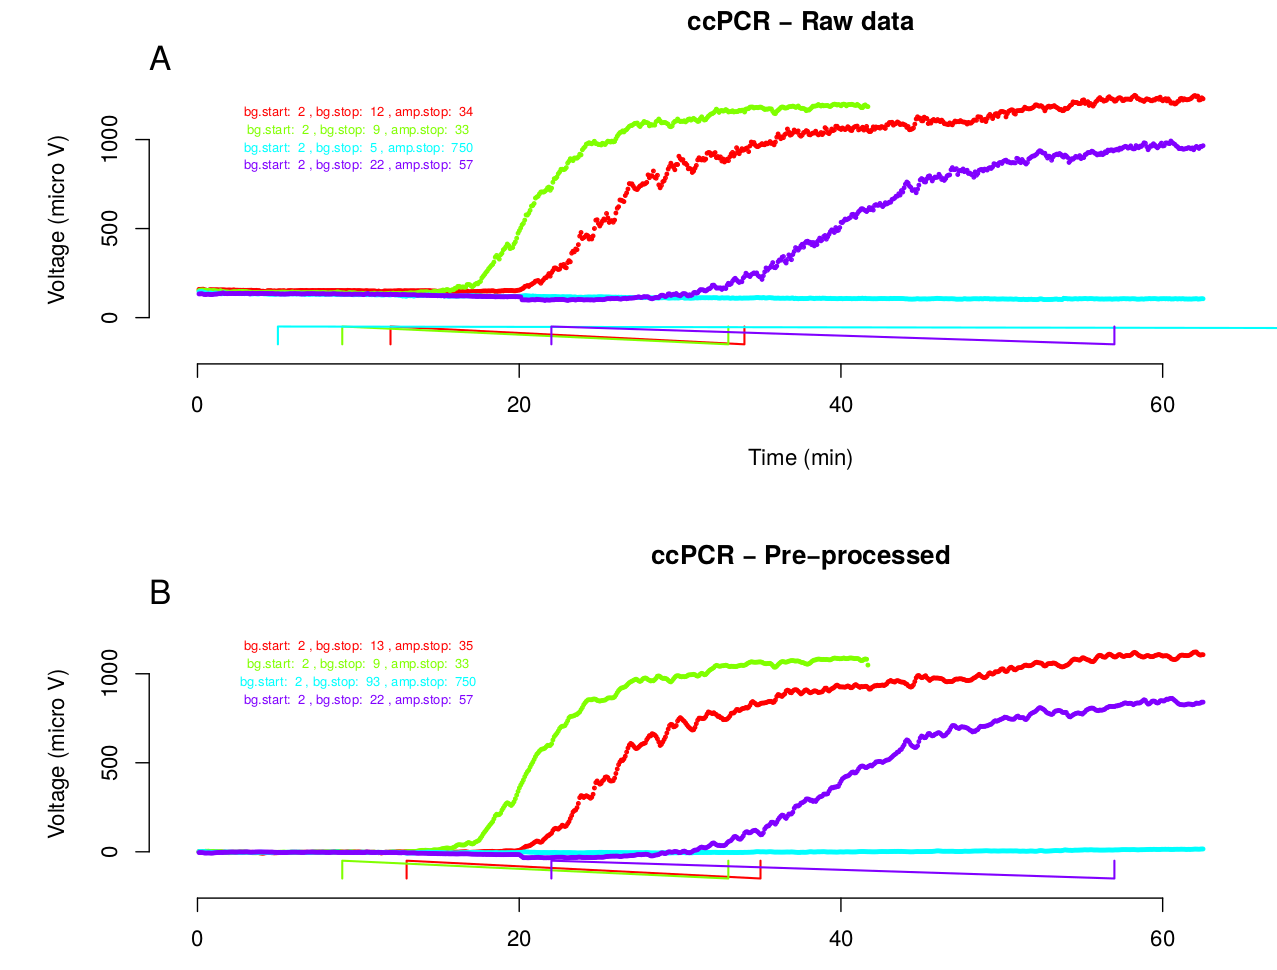 ccPCR − Raw data
A
bg.start: 2 , bg.stop: 12 , amp.stop: 34
bg.start: 2 , bg.stop: 9 , amp.stop: 33
bg.start: 2 , bg.stop: 5 , amp.stop: 750
bg.start: 2 , bg.stop: 22 , amp.stop: 57
Voltage (micro V)
1000
500
0
0 20 40 60
Time (min)
ccPCR − Pre−processed
B
bg.start: 2 , bg.stop: 13 , amp.stop: 35
bg.start: 2 , bg.stop: 9 , amp.stop: 33
bg.start: 2 , bg.stop: 93 , amp.stop: 750
bg.start: 2 , bg.stop: 22 , amp.stop: 57
Voltage (micro V)
1000
500
0
0 20 40 60